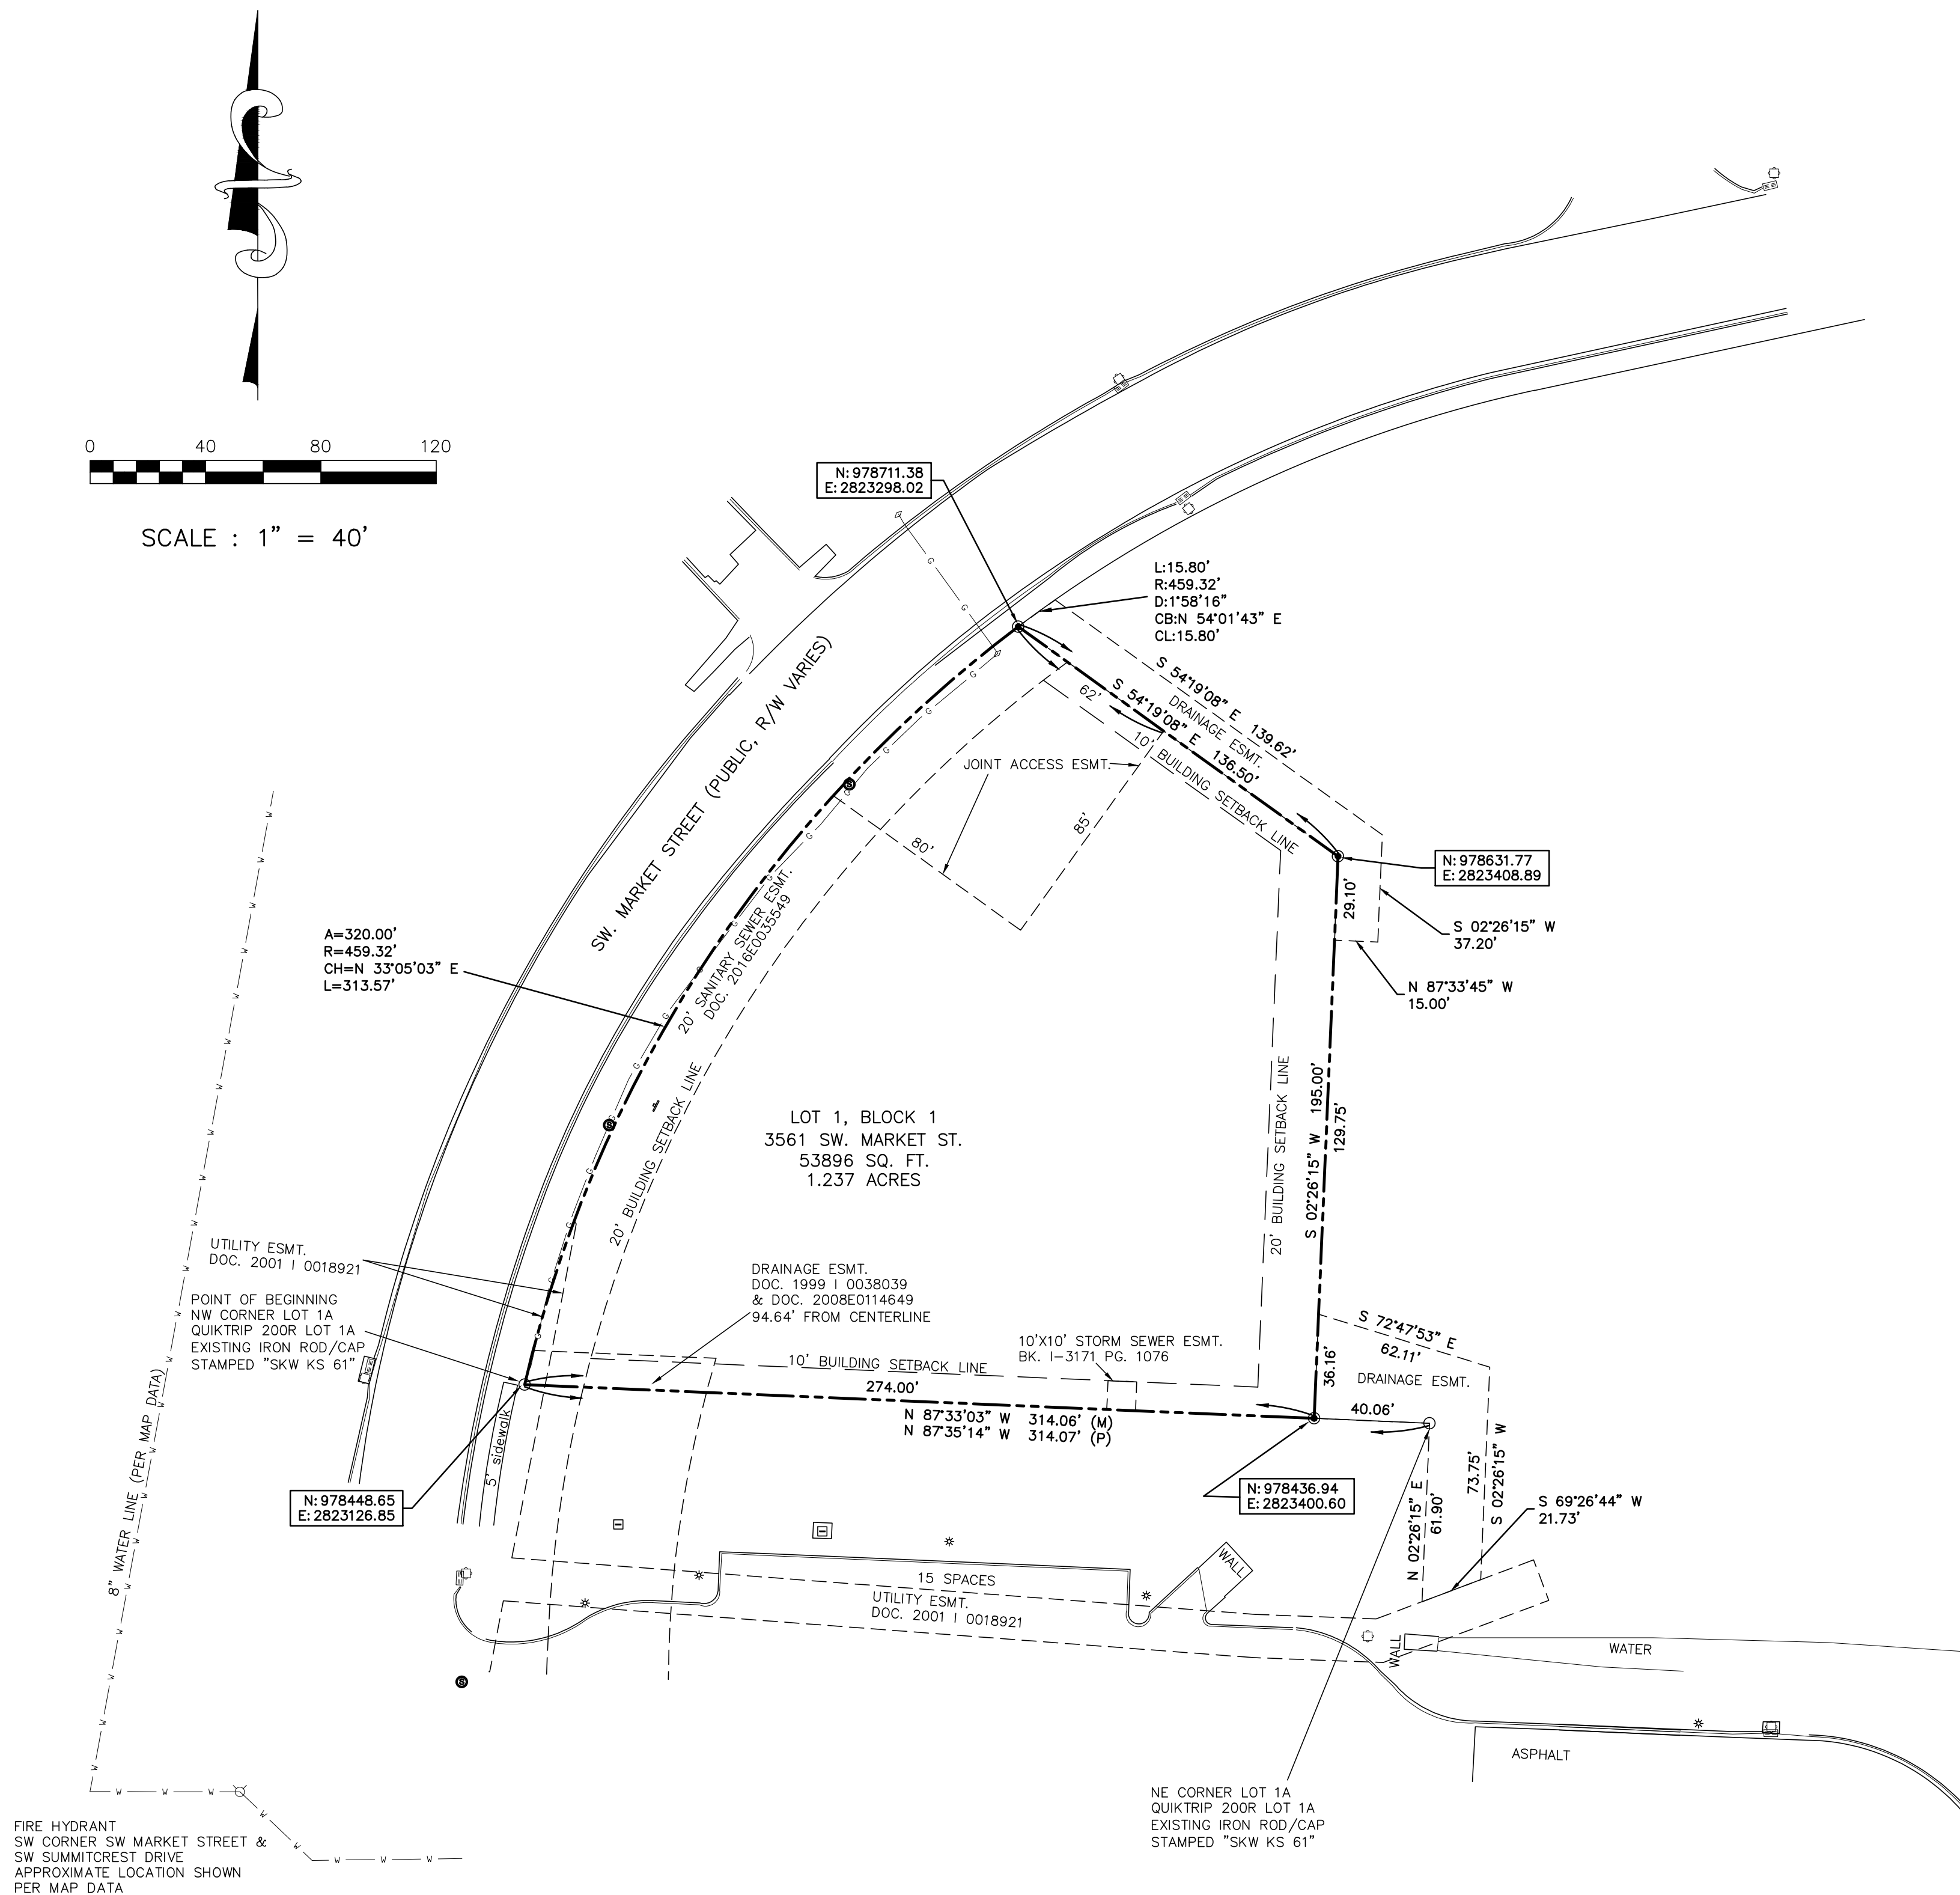 0 40 80 120
SCALE : 1" = 40'
N: 978711.38
E: 2823298.02
L:15.80'
R:459.32'
D:1°58'16"
CB:N 54°01'43" E
CL:15.80'
S 54°19'08" E 139.62'
DRAINAGE ESMT.
S 54°19'08" E 136.50'
62'
10' BUILDING SETBACK LINE
JOINT ACCESS ESMT.
85'
80'
SW. MARKET STREET (PUBLIC, R/W VARIES)
N: 978631.77
E: 2823408.89
29.10'
S 02°26'15" W
37.20'
N 87°33'45" W
15.00'
A=320.00'
R=459.32'
CH=N 33°05'03" E
L=313.57'
20' SANITARY SEWER ESMT.
DOC. 2016E0035549
20' BUILDING SETBACK LINE
LOT 1, BLOCK 1
3561 SW. MARKET ST.
53896 SQ. FT.
1.237 ACRES
20' BUILDING SETBACK LINE
S 02°26'15" W 195.00'
129.75'
UTILITY ESMT.
DOC. 2001 I 0018921
POINT OF BEGINNING
NW CORNER LOT 1A
QUIKTRIP 200R LOT 1A
EXISTING IRON ROD/CAP
STAMPED "SKW KS 61"
DRAINAGE ESMT.
DOC. 1999 I 0038039
& DOC. 2008E0114649
94.64' FROM CENTERLINE
10'X10' STORM SEWER ESMT.
BK. I-3171 PG. 1076
10' BUILDING SETBACK LINE
274.00'
N 87°33'03" W 314.06' (M)
N 87°35'14" W 314.07' (P)
36.16'
S 72°47'53" E
62.11'
DRAINAGE ESMT.
40.06'
73.75'
S 02°26'15" W
N 02°26'15" E
61.90'
S 69°26'44" W
21.73'
N: 978436.94
E: 2823400.60
5' sidewalk
N: 978448.65
E: 2823126.85
8" WATER LINE (PER MAP DATA)
W W W W W W W W W W W W W W W W W W W W W W W W W W W
G G G G G G G G G G G G G G G
S
S
S
15 SPACES
UTILITY ESMT.
DOC. 2001 I 0018921
WALL
WALL
WATER
ASPHALT
NE CORNER LOT 1A
QUIKTRIP 200R LOT 1A
EXISTING IRON ROD/CAP
STAMPED "SKW KS 61"
FIRE HYDRANT
SW CORNER SW MARKET STREET &
SW SUMMITCREST DRIVE
APPROXIMATE LOCATION SHOWN
PER MAP DATA